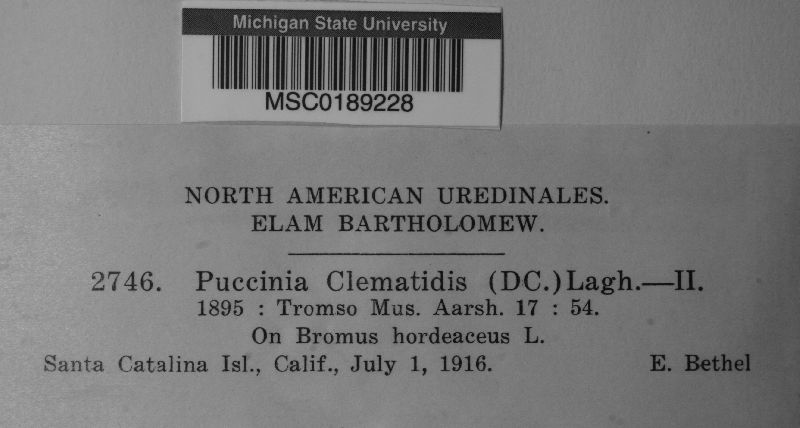 Michigan State University
MSC0189228
NORTH AMERICAN UREDINALES.
ELAM BARTHOLOMEW.
2746. Puccinia Clematidis (DC.) Lagh.—II.
1895 : Tromso Mus. Aarsh. 17 : 54.
On Bromus hordeaceus L.
Santa Catalina Isl., Calif., July 1, 1916. E. Bethel